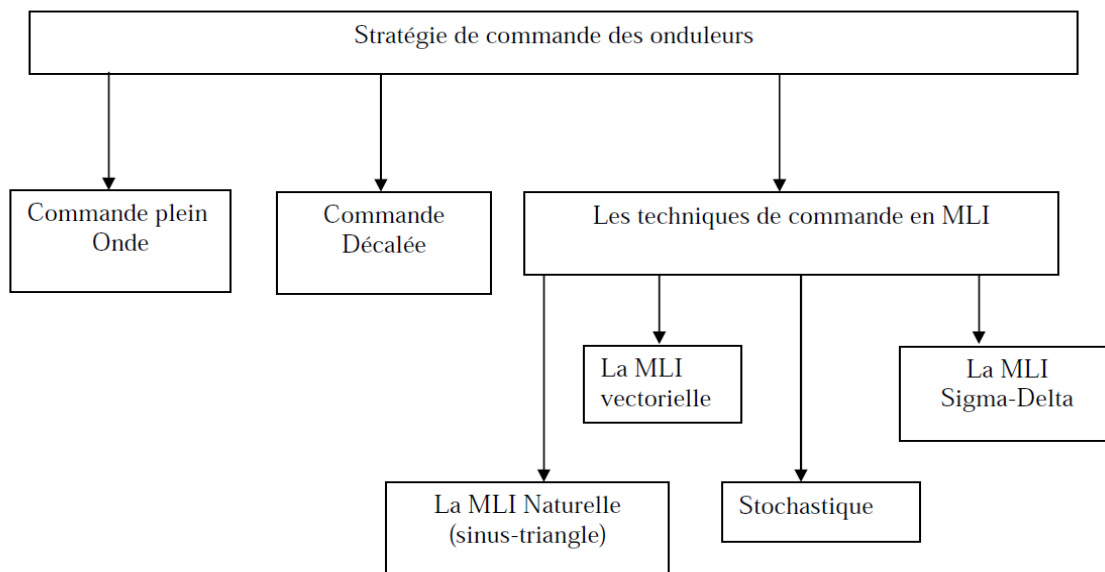 Stratégie de commande des onduleurs
Commande plein
Onde
Commande
Décalée
Les techniques de commande en MLI
La MLI
vectorielle
La MLI
Sigma-Delta
La MLI Naturelle
(sinus-triangle)
Stochastique